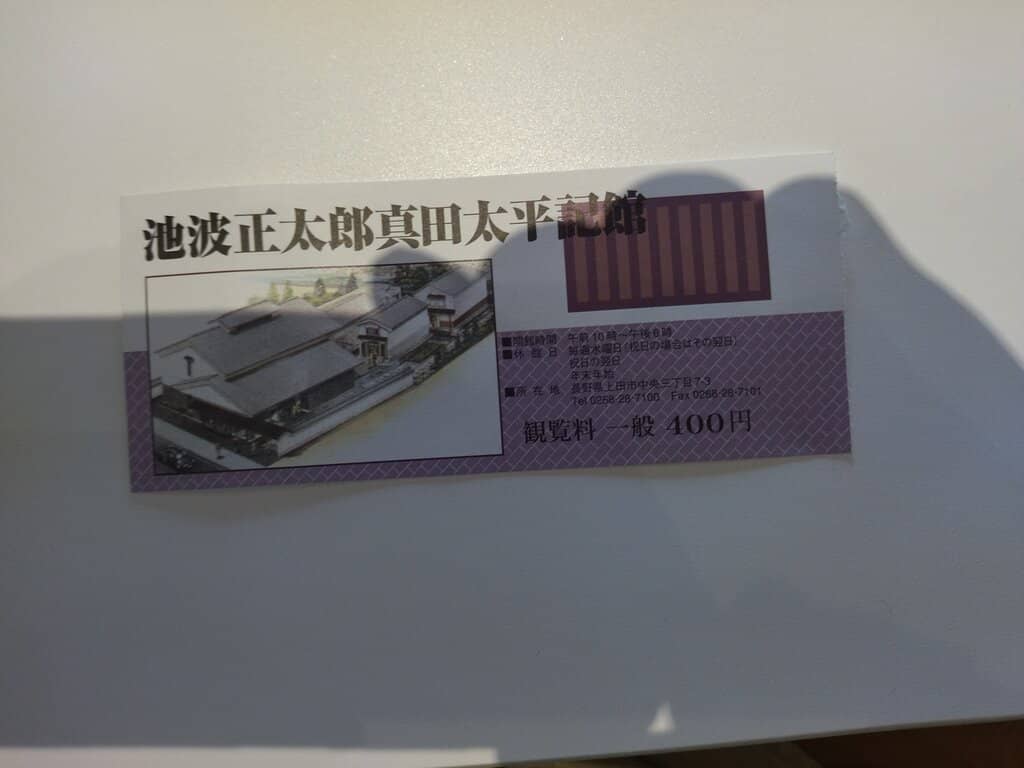 池波正太郎真田太平記館
■開館時間 午前10時〜午後6時
■休館日 毎週水曜日(祝日の場合はその翌日)
祝日の翌日
年末年始
■所在地 長野県上田市中央三丁目7-3
Tel 0268-28-7100 Fax 0268-28-7101
観覧料 一般 400円